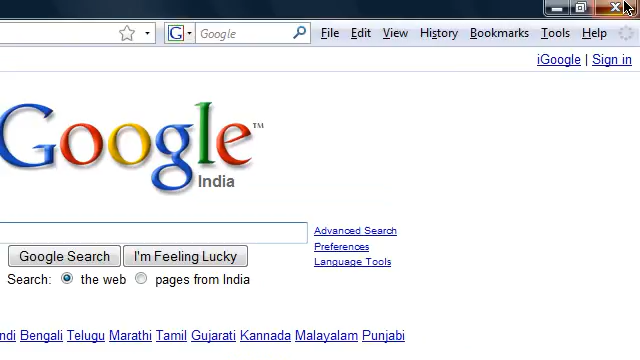 Google File Edit View History Bookmarks Tools Help
iGoogle | Sign in
Google™
India
Advanced Search
Preferences
Language Tools
Google Search I'm Feeling Lucky
Search: the web pages from India
Bengali Telugu Marathi Tamil Gujarati Kannada Malayalam Punjabi